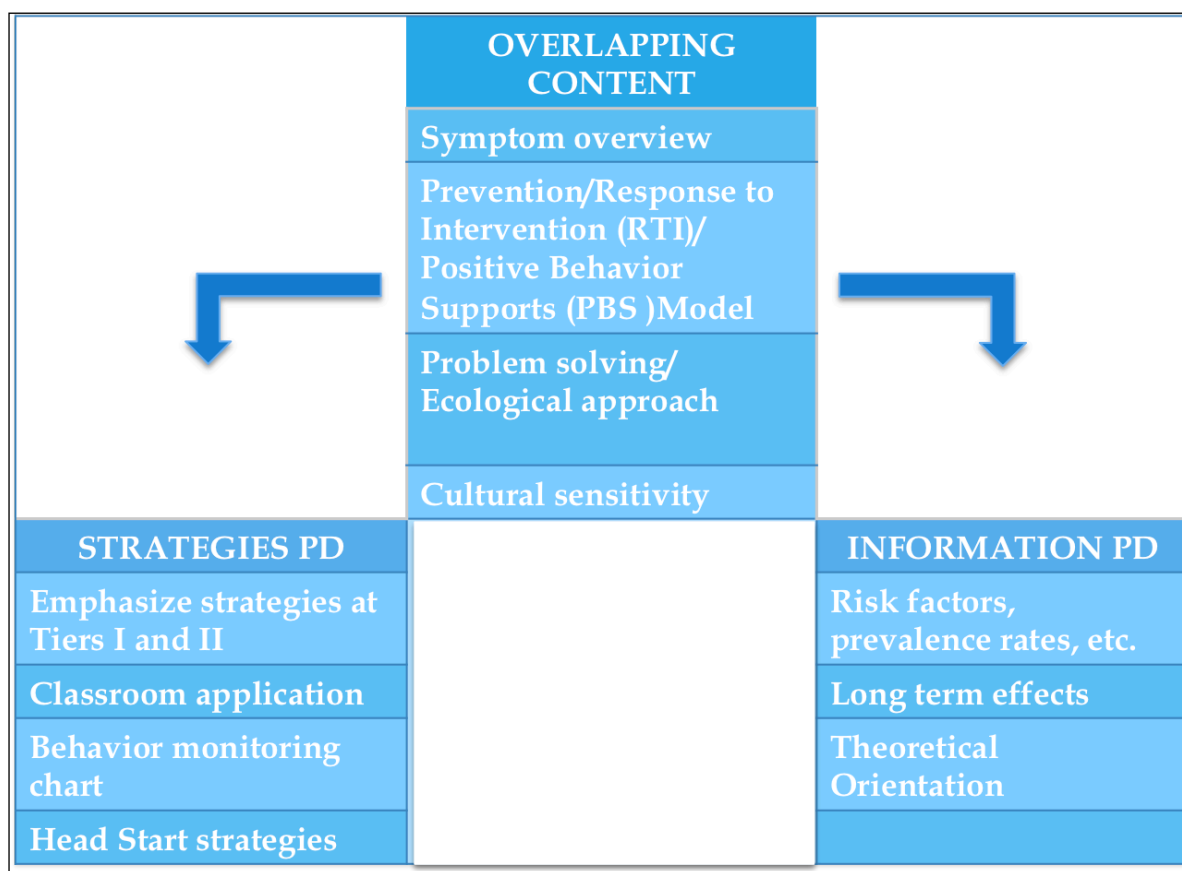 OVERLAPPING
CONTENT
Symptom overview
Prevention/Response to
Intervention (RTI)/
Positive Behavior
Supports (PBS )Model
Problem solving/
Ecological approach
Cultural sensitivity
STRATEGIES PD
Emphasize strategies at
Tiers I and II
Classroom application
Behavior monitoring
chart
Head Start strategies
INFORMATION PD
Risk factors,
prevalence rates, etc.
Long term effects
Theoretical
Orientation